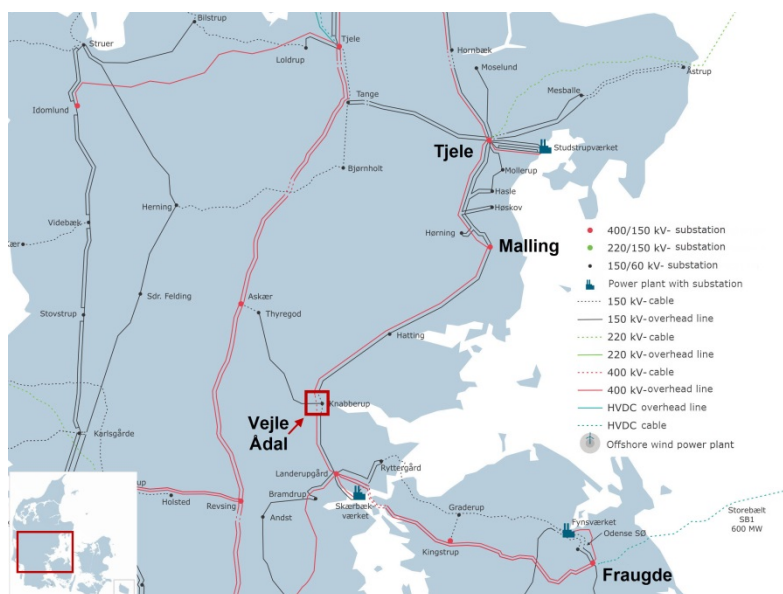 Bilstrup
Struer
Loldrup
Tjele
Hornbæk
Moselund
Mesballe
Åstrup
Idomlund
Tange
Tjele
Studstrupværket
Bjørnholt
Mollerup
Hasle
Høskov
Herning
Videbæk
Hørning
Malling
400/150 kV- substation
220/150 kV- substation
150/60 kV- substation
Power plant with substation
150 kV- cable
150 kV- overhead line
220 kV- cable
220 kV- overhead line
400 kV- cable
400 kV- overhead line
HVDC overhead line
HVDC cable
Offshore wind power plant
Sdr. Felding
Stovstrup
Askær
Thyregod
Hatting
Knabberup
Vejle
Ådal
Karlsgårde
Landerupgård
Ryttergård
Holsted
Revsing
Bramdrup
Andst
Skærbæk-
værket
Graderup
Kingstrup
Fynsværket
Odense SØ
Fraugde
Storebælt
SB1
600 MW